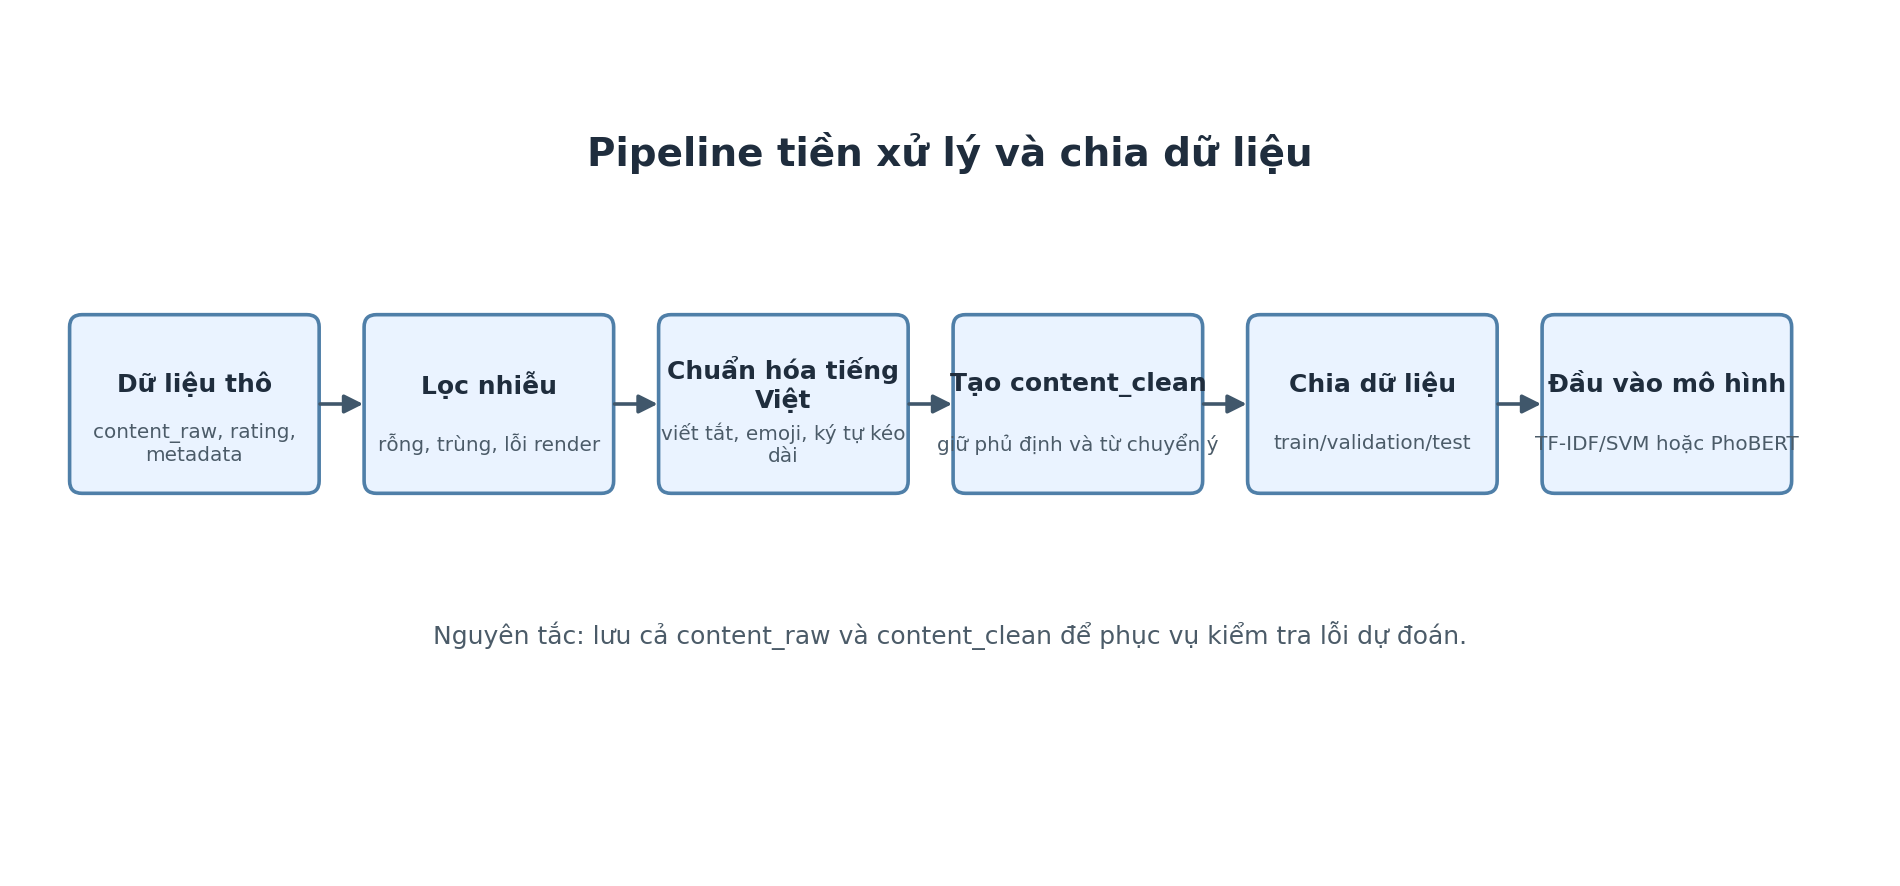 Pipeline tiền xử lý và chia dữ liệu
Dữ liệu thô
content_raw, rating,
metadata
Lọc nhiễu
rỗng, trùng, lỗi render
Chuẩn hóa tiếng
Việt
viết tắt, emoji, ký tự kéo
dài
Tạo content_clean
giữ phủ định và từ chuyển ý
Chia dữ liệu
train/validation/test
Đầu vào mô hình
TF-IDF/SVM hoặc PhoBERT
Nguyên tắc: lưu cả content_raw và content_clean để phục vụ kiểm tra lỗi dự đoán.